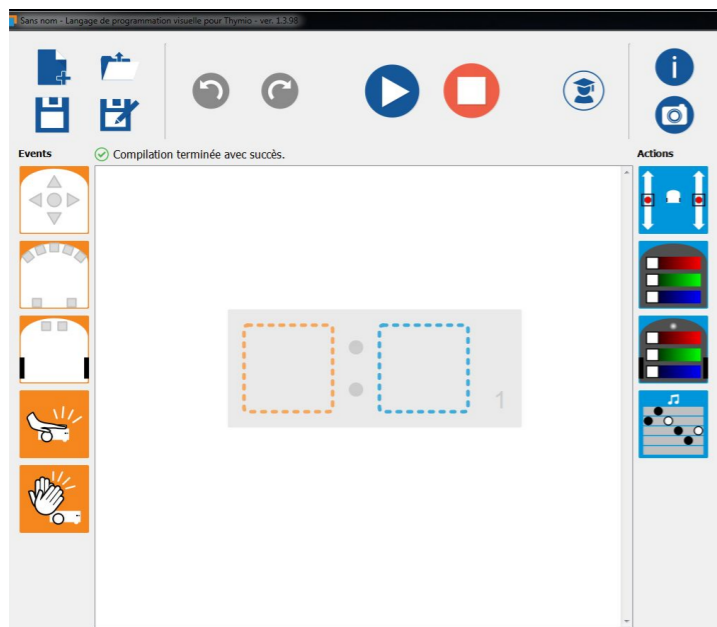 Sans nom - Langage de programmation visuelle pour Thymio - ver. 1.3.98
Events
Compilation terminée avec succès.
Actions
1